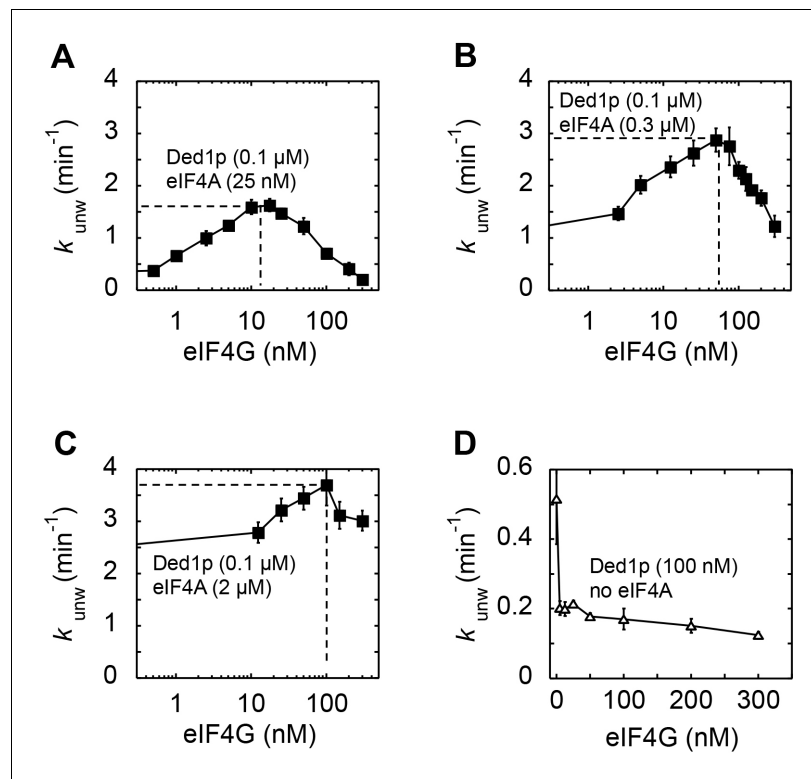 A
4
3
2
1
0
k unw (min⁻¹)
Ded1p (0.1 µM)
eIF4A (25 nM)
1 10 100
eIF4G (nM)
B
4
3
2
1
0
k unw (min⁻¹)
Ded1p (0.1 µM)
eIF4A (0.3 µM)
1 10 100
eIF4G (nM)
C
4
3
2
1
0
k unw (min⁻¹)
Ded1p (0.1 µM)
eIF4A (2 µM)
1 10 100
eIF4G (nM)
D
0.6
0.4
0.2
0
k unw (min⁻¹)
Ded1p (100 nM)
no eIF4A
0 100 200 300
eIF4G (nM)